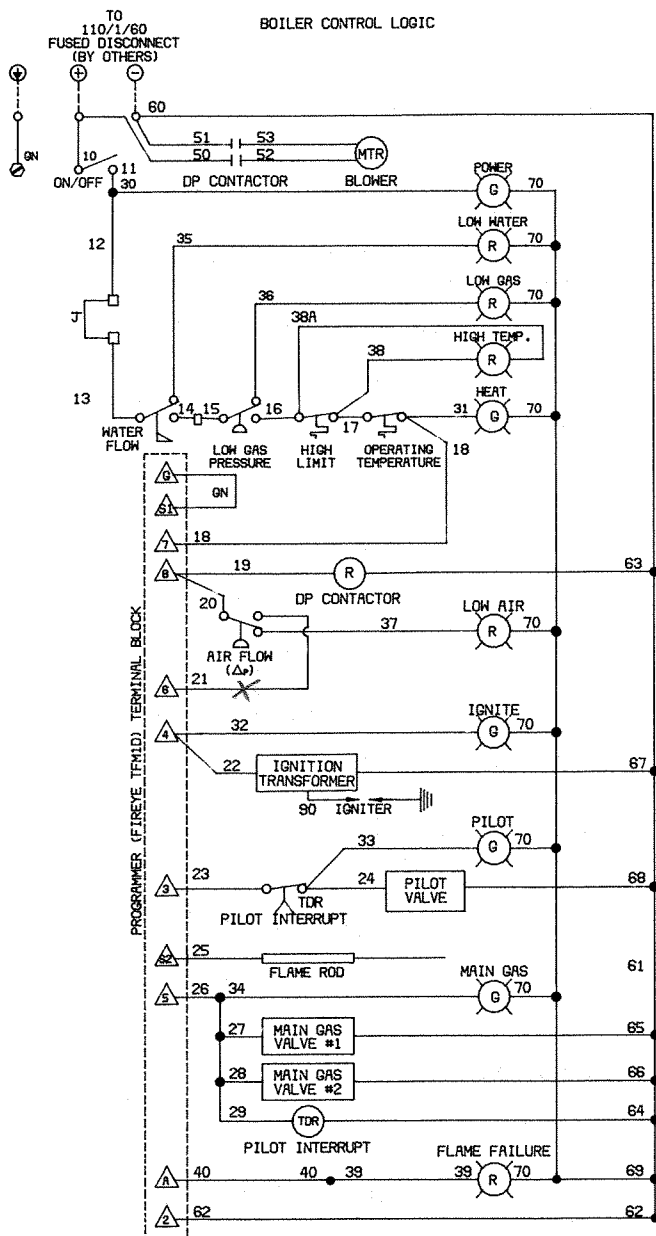 TO
110/1/60
FUSED DISCONNECT
(BY OTHERS)
BOILER CONTROL LOGIC
+
-
60
GN
10
ON/OFF
11
30
51
53
50
52
DP CONTACTOR
MTR
BLOWER
POWER
G
70
12
35
LOW WATER
R
70
36
LOW GAS
R
70
38A
HIGH TEMP.
38
R
J
13
HEAT
14
15
16
17
31
G
70
WATER
FLOW
LOW GAS
PRESSURE
HIGH
LIMIT
OPERATING
TEMPERATURE
18
G
GN
S1
7
18
8
19
R
63
DP CONTACTOR
20
LOW AIR
37
R
70
AIR FLOW
(ΔP)
6
21
IGNITE
4
32
G
70
22
IGNITION
TRANSFORMER
67
90
IGNITER
PILOT
33
G
70
3
23
24
PILOT
VALVE
68
TDR
PILOT INTERRUPT
S2
25
FLAME ROD
61
MAIN GAS
5
26
34
G
70
27
MAIN GAS
VALVE #1
65
28
MAIN GAS
VALVE #2
66
29
TDR
64
PILOT INTERRUPT
FLAME FAILURE
A
40
40
39
39
R
70
69
2
62
62
PROGRAMMER (FIREYE TFM1D) TERMINAL BLOCK